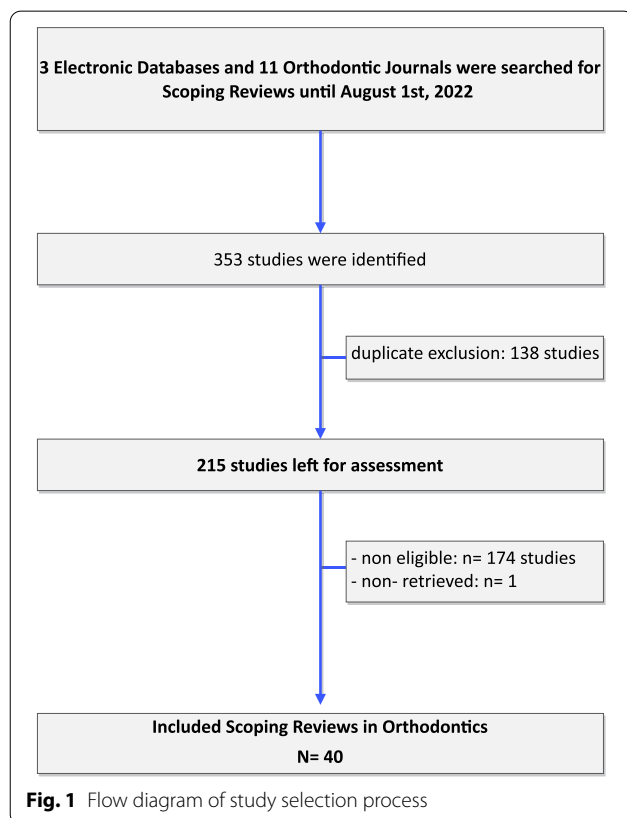 3 Electronic Databases and 11 Orthodontic Journals were searched for
Scoping Reviews until August 1st, 2022
353 studies were identified
duplicate exclusion: 138 studies
215 studies left for assessment
- non eligible: n= 174 studies
- non- retrieved: n= 1
Included Scoping Reviews in Orthodontics
N= 40
Fig. 1 Flow diagram of study selection process